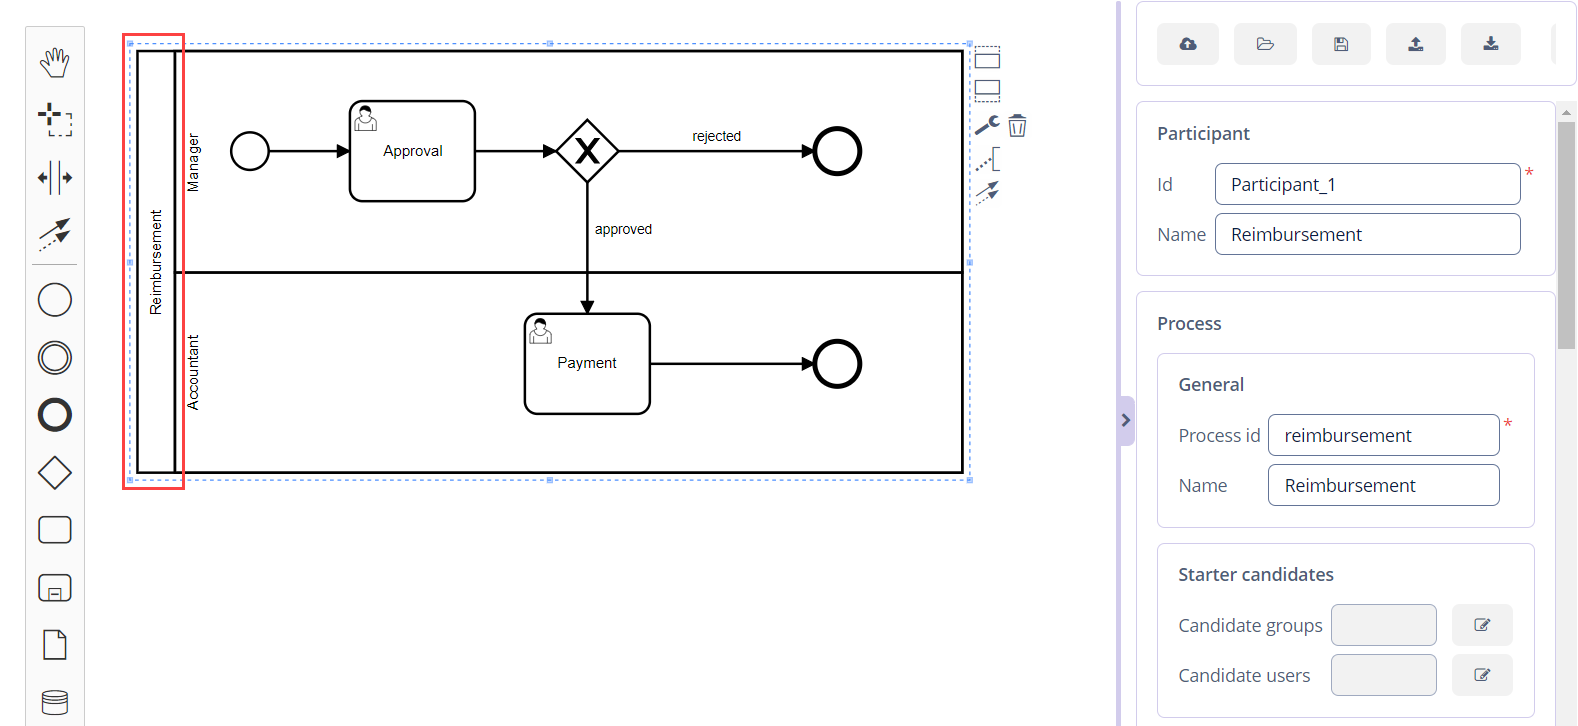 Reimbursement
Manager
Approval
rejected
approved
Accountant
Payment
Participant
Id
Participant_1
*
Name
Reimbursement
Process
General
Process id
reimbursement
*
Name
Reimbursement
Starter candidates
Candidate groups
Candidate users